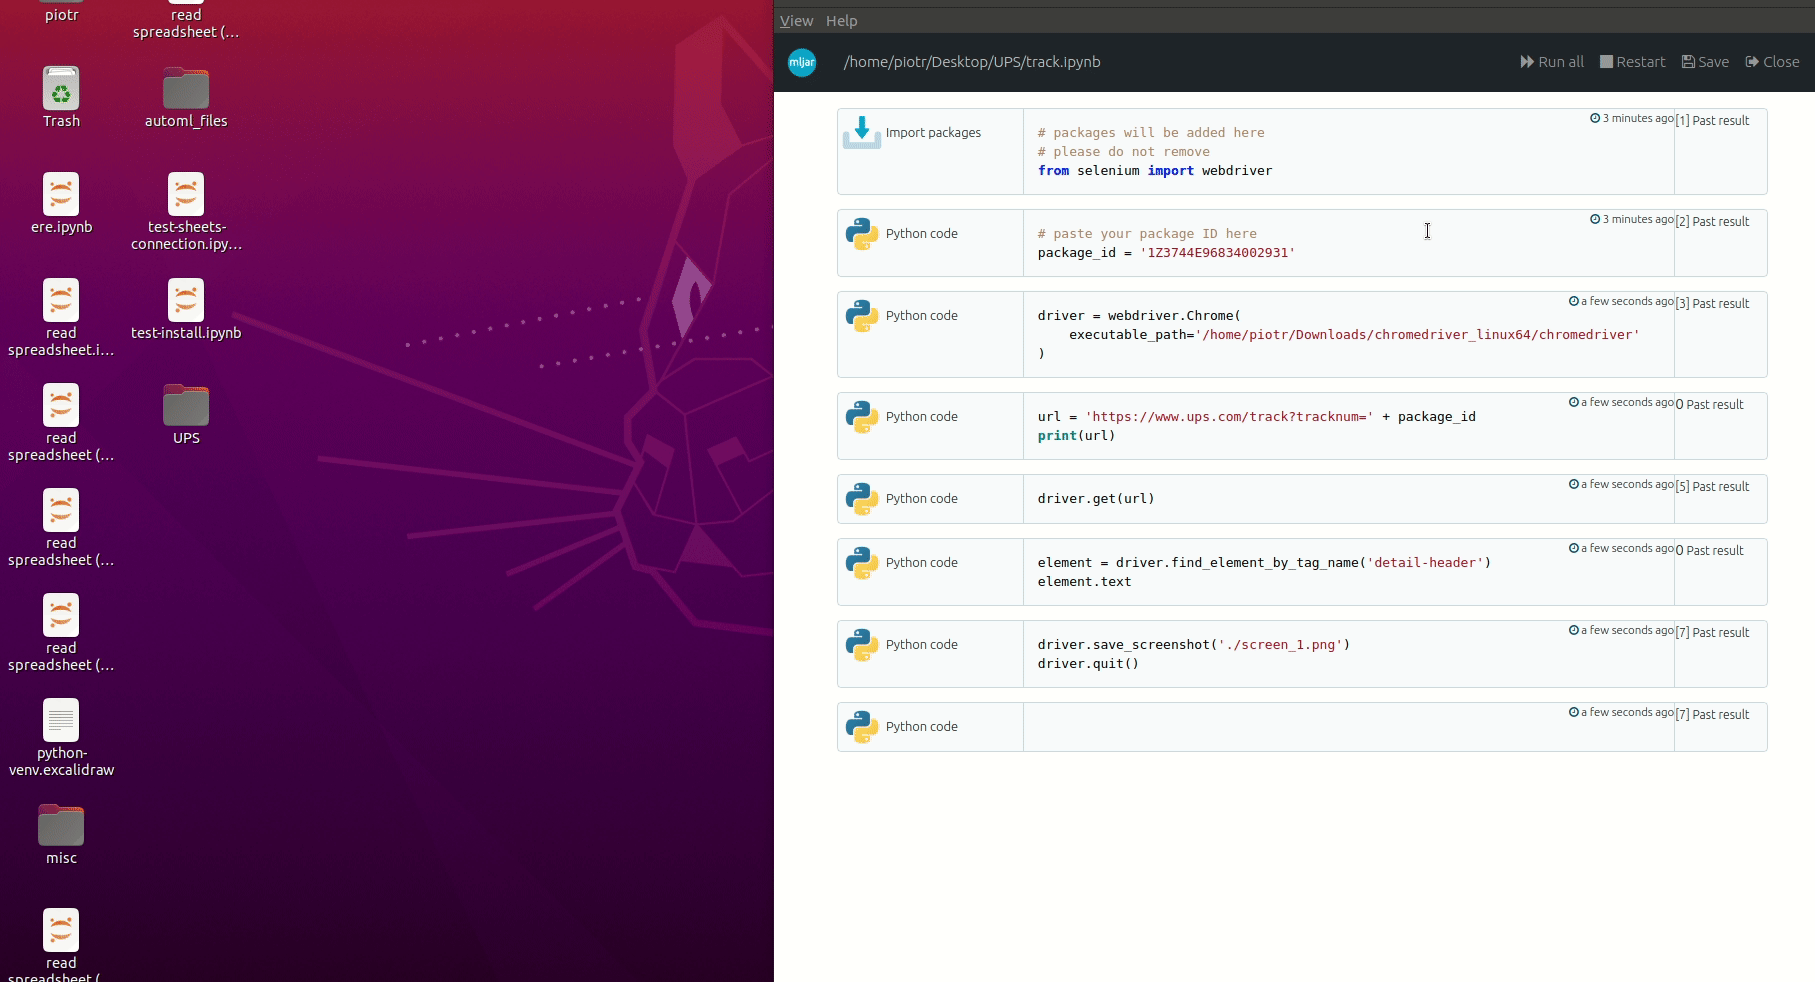 piotr
read
spreadsheet (...
Trash
automl_files
ere.ipynb
test-sheets-
connection.ipy...
read
spreadsheet.i...
test-install.ipynb
read
spreadsheet (...
UPS
read
spreadsheet (...
read
spreadsheet (...
python-
venv.excalidraw
misc
read
spreadsheet (
View Help
mljar
/home/piotr/Desktop/UPS/track.ipynb
Run all Restart Save Close
Import packages
# packages will be added here
# please do not remove
from selenium import webdriver
3 minutes ago
[1] Past result
Python code
# paste your package ID here
package_id = '1Z3744E96834002931'
3 minutes ago
[2] Past result
Python code
driver = webdriver.Chrome(
    executable_path='/home/piotr/Downloads/chromedriver_linux64/chromedriver'
)
a few seconds ago
[3] Past result
Python code
url = 'https://www.ups.com/track?tracknum=' + package_id
print(url)
a few seconds ago
0 Past result
Python code
driver.get(url)
a few seconds ago
[5] Past result
Python code
element = driver.find_element_by_tag_name('detail-header')
element.text
a few seconds ago
0 Past result
Python code
driver.save_screenshot('./screen_1.png')
driver.quit()
a few seconds ago
[7] Past result
Python code
a few seconds ago
[7] Past result